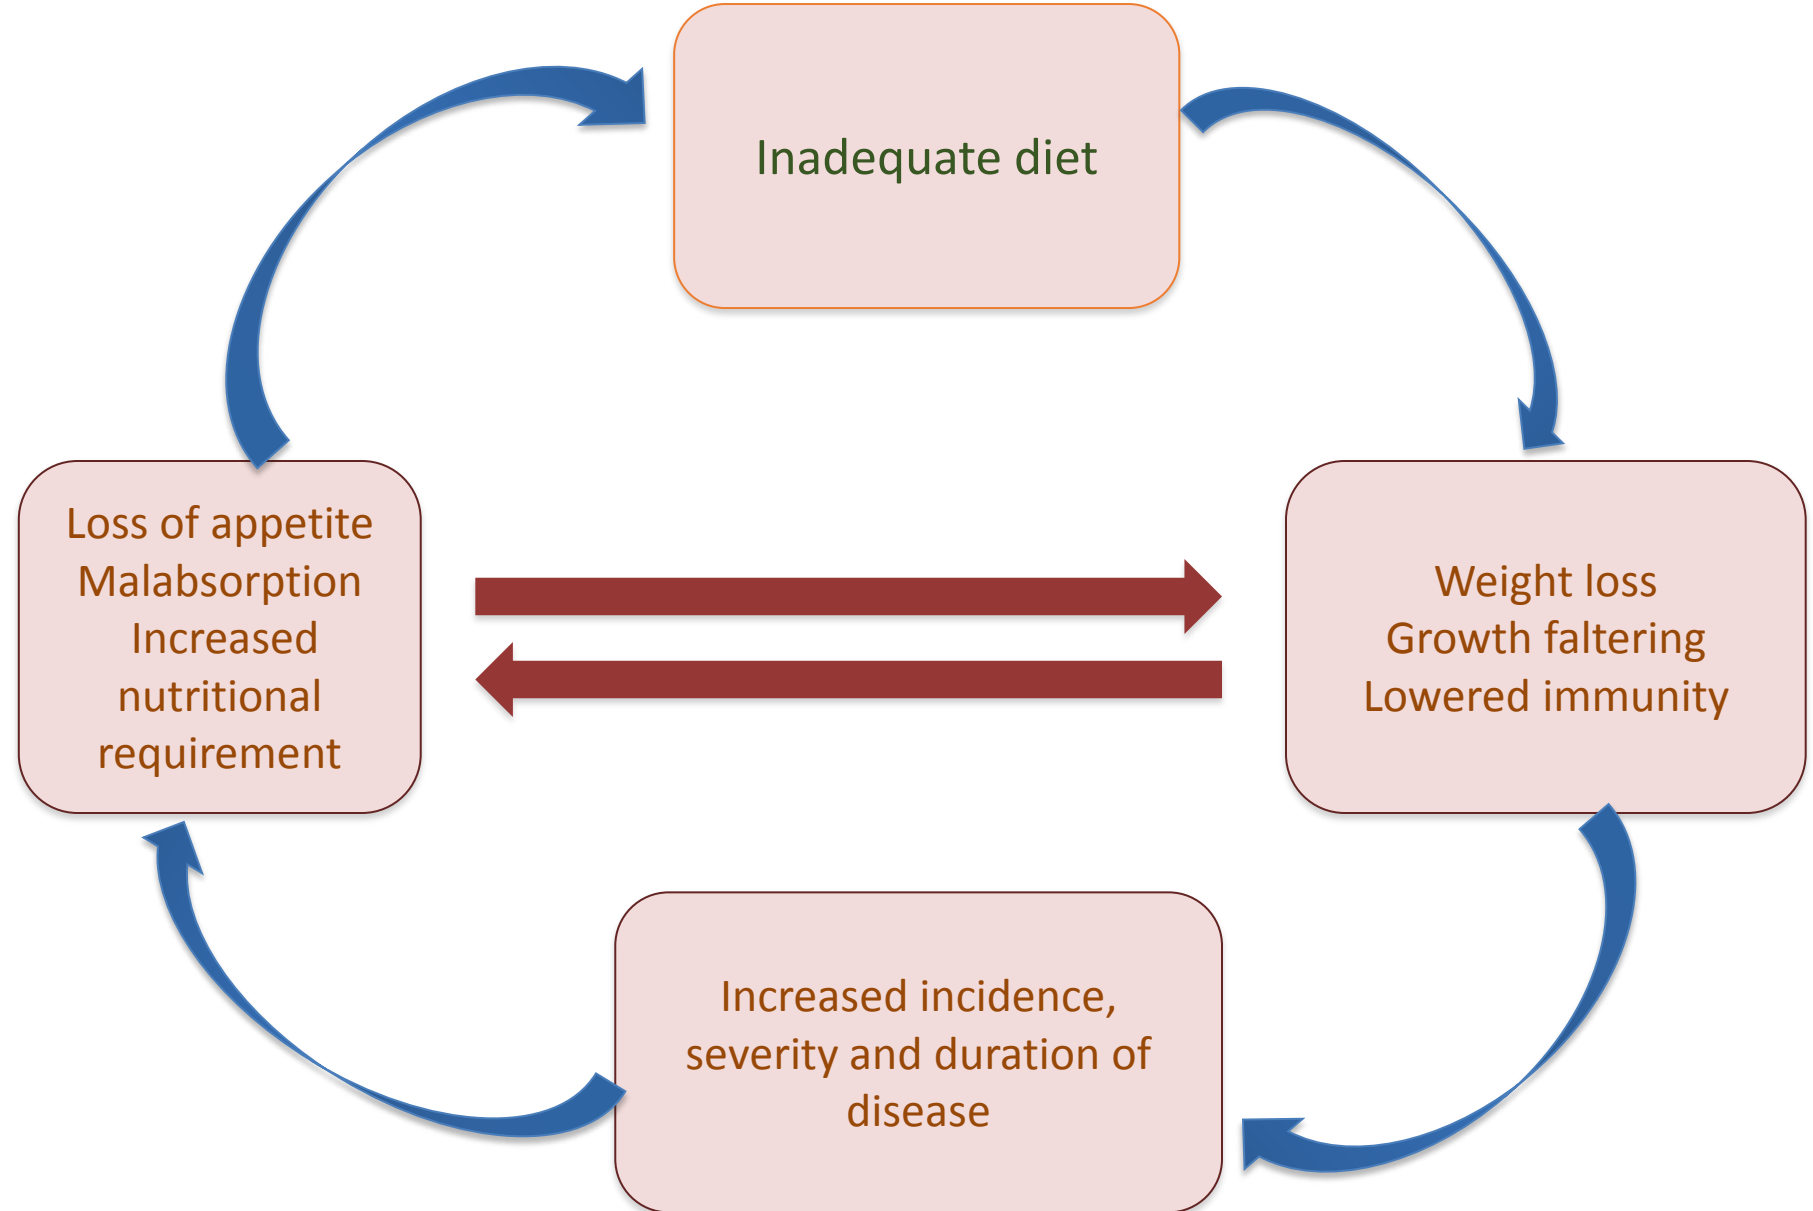 Inadequate diet
Loss of appetite
Malabsorption
Increased
nutritional
requirement
Weight loss
Growth faltering
Lowered immunity
Increased incidence,
severity and duration of
disease